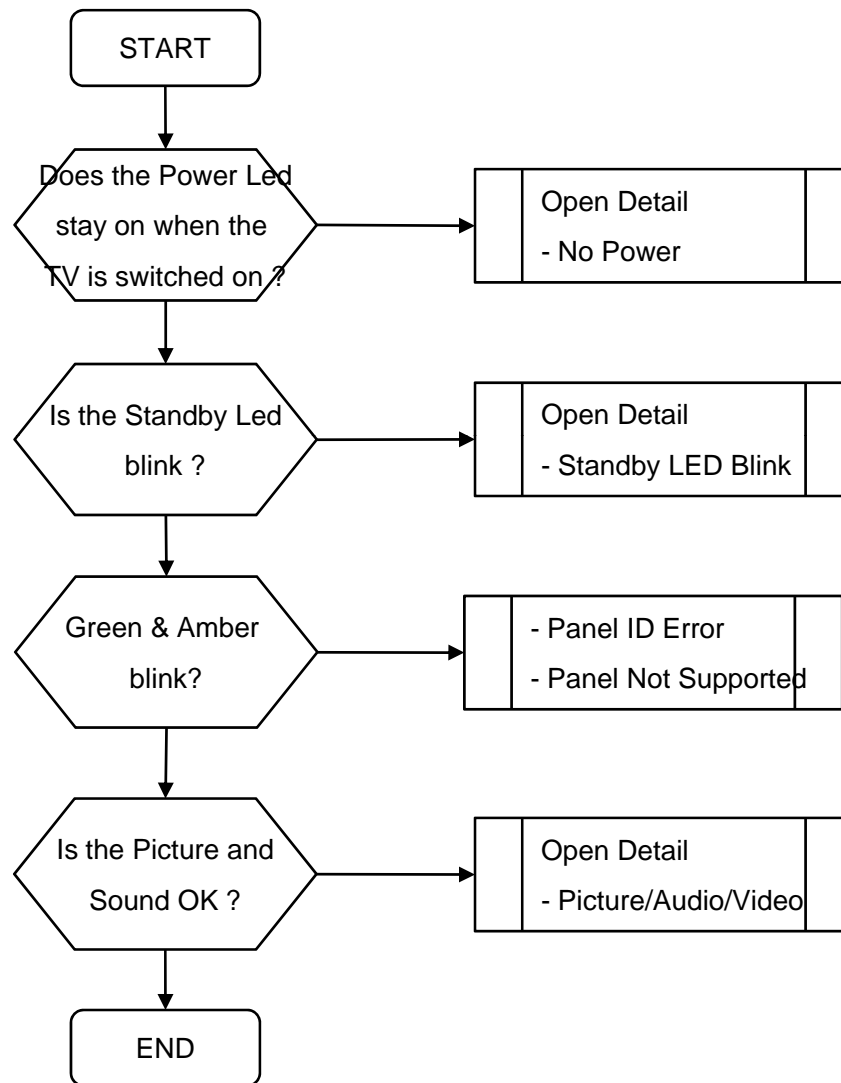 START
Does the Power Led
stay on when the
TV is switched on ?
Open Detail
- No Power
Is the Standby Led
blink ?
Open Detail
- Standby LED Blink
Green & Amber
blink?
- Panel ID Error
- Panel Not Supported
Is the Picture and
Sound OK ?
Open Detail
- Picture/Audio/Video
END